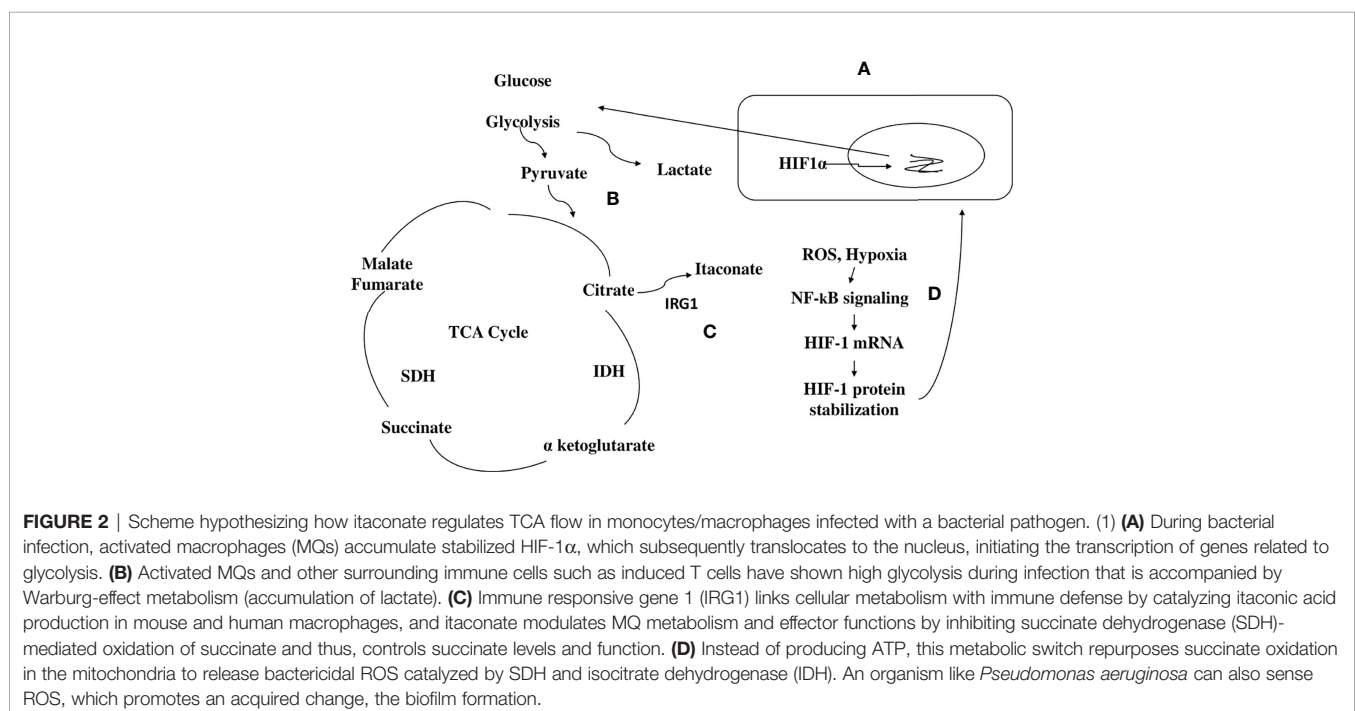 A
Glucose
Glycolysis
HIF1α
Pyruvate
Lactate
B
Malate
Fumarate
Citrate
Itaconate
IRG1
C
TCA Cycle
SDH
IDH
Succinate
α ketoglutarate
ROS, Hypoxia
NF-kB signaling
D
HIF-1 mRNA
HIF-1 protein
stabilization
FIGURE 2 | Scheme hypothesizing how itaconate regulates TCA flow in monocytes/macrophages infected with a bacterial pathogen. (1) (A) During bacterial
infection, activated macrophages (MQs) accumulate stabilized HIF-1α, which subsequently translocates to the nucleus, initiating the transcription of genes related to
glycolysis. (B) Activated MQs and other surrounding immune cells such as induced T cells have shown high glycolysis during infection that is accompanied by
Warburg-effect metabolism (accumulation of lactate). (C) Immune responsive gene 1 (IRG1) links cellular metabolism with immune defense by catalyzing itaconic acid
production in mouse and human macrophages, and itaconate modulates MQ metabolism and effector functions by inhibiting succinate dehydrogenase (SDH)-
mediated oxidation of succinate and thus, controls succinate levels and function. (D) Instead of producing ATP, this metabolic switch repurposes succinate oxidation
in the mitochondria to release bactericidal ROS catalyzed by SDH and isocitrate dehydrogenase (IDH). An organism like Pseudomonas aeruginosa can also sense
ROS, which promotes an acquired change, the biofilm formation.